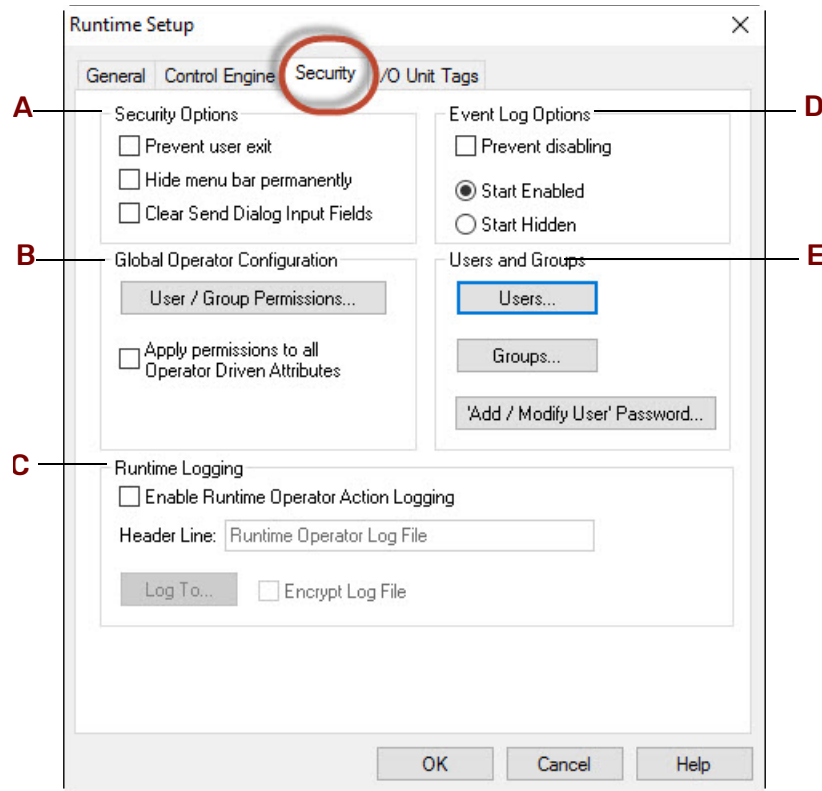 Runtime Setup
General Control Engine Security /O Unit Tags
A
Security Options
Prevent user exit
Hide menu bar permanently
Clear Send Dialog Input Fields
D
Event Log Options
Prevent disabling
Start Enabled
Start Hidden
B
Global Operator Configuration
User / Group Permissions...
Apply permissions to all
Operator Driven Attributes
E
Users and Groups
Users...
Groups...
'Add / Modify User' Password...
C
Runtime Logging
Enable Runtime Operator Action Logging
Header Line: Runtime Operator Log File
Log To... Encrypt Log File
OK Cancel Help